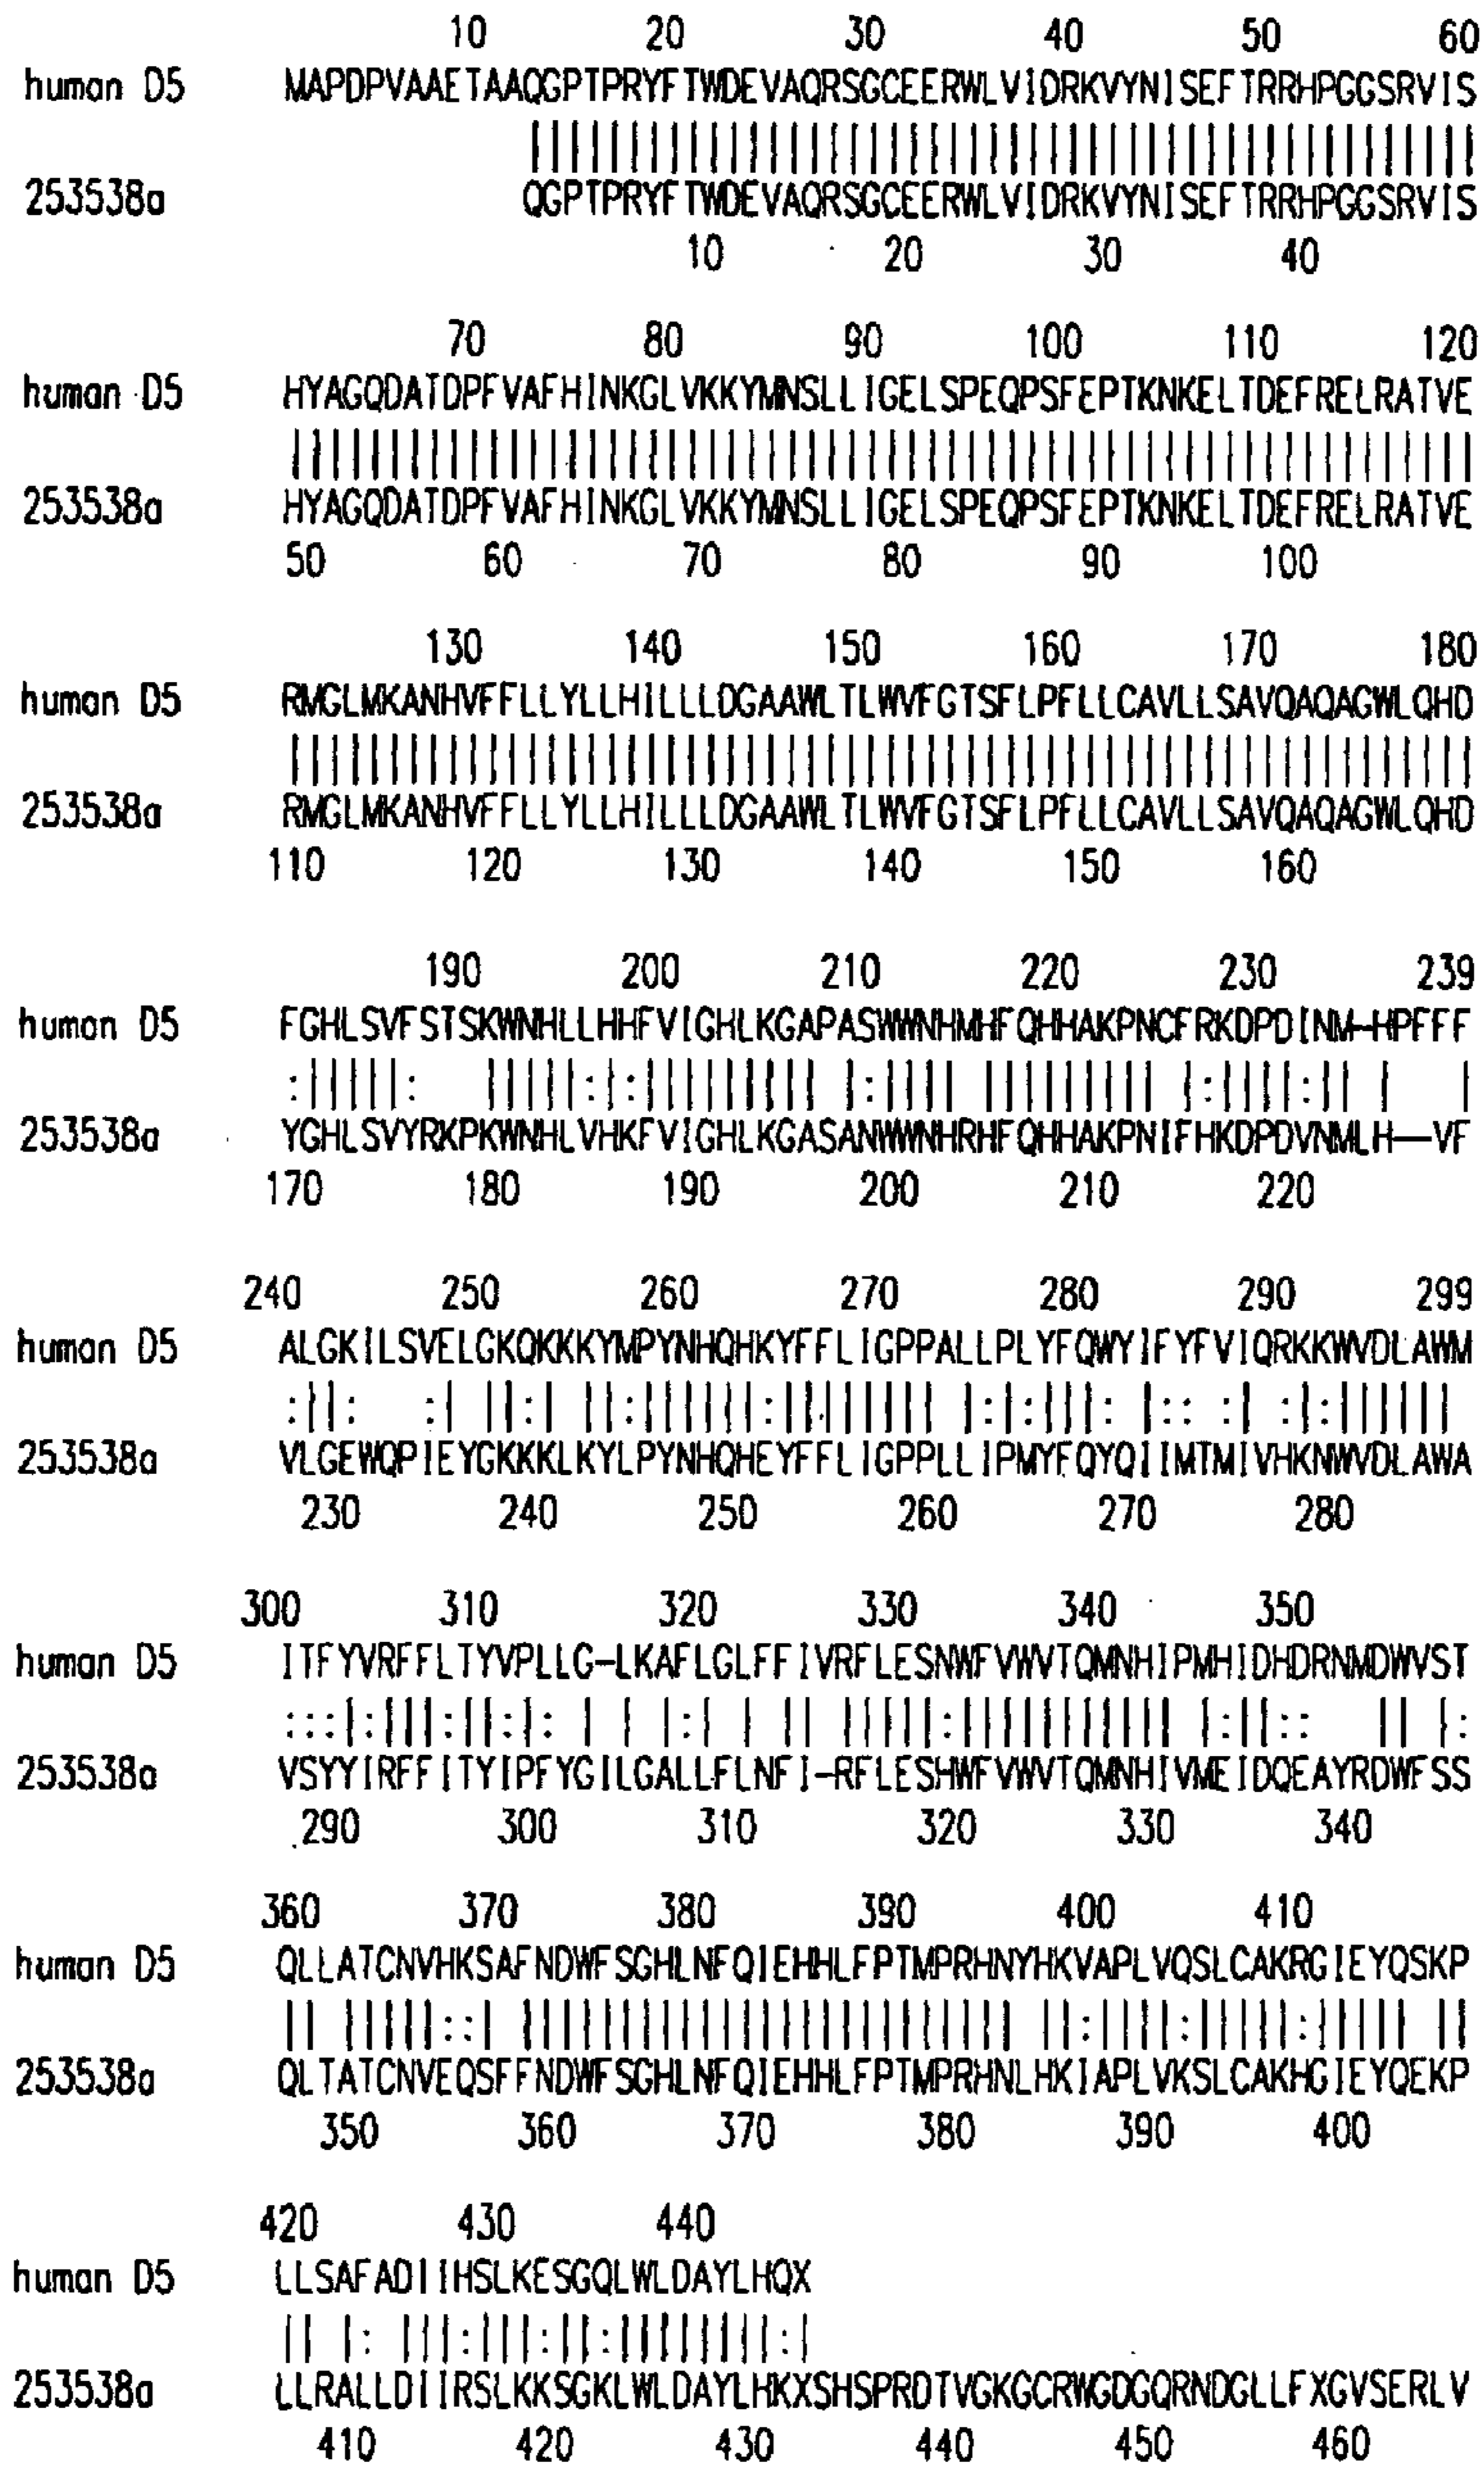 10 20 30 40 50 60
human D5 MAPDPVAAETAAQGPTPRYFTWDEVAQRSGCEERWLVIDRKVYNISEFTRRHPGGSRVIS
253538a QGPTPRYFTWDEVAQRSGCEERWLVIDRKVYNISEFTRRHPGGSRVIS
10 20 30 40
70 80 90 100 110 120
human D5 HYAGQDATDPFVAFHINKGLVKKYMNSLLIGELSPEQPSFEPTKNKELTDEFRELRATVE
253538a HYAGQDATDPFVAFHINKGLVKKYMNSLLIGELSPEQPSFEPTKNKELTDEFRELRATVE
50 60 70 80 90 100
130 140 150 160 170 180
human D5 RMGLMKANHVFFLLYLLHILLLDGAAWLTLWVFGTSFLPFLLCAVLLSAVQAQAGWLQHD
253538a RMGLMKANHVFFLLYLLHILLLDGAAWLTLWVFGTSFLPFLLCAVLLSAVQAQAGWLQHD
110 120 130 140 150 160
190 200 210 220 230 239
human D5 FGHLSVFSTSKWNHLLHHFVIGHLKGAPASWWNHMHFQHHAKPNCFRKDPDINM-HPFFF
253538a YGHLSVYRKPKWNHLVHKFVIGHLKGASANWWNHRHFQHHAKPNIFHKDPDVNMLH--VF
170 180 190 200 210 220
240 250 260 270 280 290 299
human D5 ALGKILSVELGKQKKKYMPYNHQHKYFFLIGPPALLPLYFQWYIFYFVIQRKKWVDLAWM
253538a VLGEWQPIEYGKKKLKYLPYNHQHEYFFLIGPPLLIPMYFQYQIIMTMIVHKNWVDLAWA
230 240 250 260 270 280
300 310 320 330 340 350
human D5 ITFYVRFFLTYVPLLG-LKAFLGLFFIVRFLESNWFVWVTQMNHIPMHIDHDRNMDWVST
253538a VSYYIRFFITYIPFYGILGALLFLNFI-RFLESHWFVWVTQMNHIVMEIDQEAYRDWFSS
290 300 310 320 330 340
360 370 380 390 400 410
human D5 QLLATCNVHKSAFNDWFSGHLNFQIEHHLFPTMPRHNYHKVAPLVQSLCAKRGIEYQSKP
253538a QLTATCNVEQSFFNDWFSGHLNFQIEHHLFPTMPRHNLHKIAPLVKSLCAKHGIEYQEKP
350 360 370 380 390 400
420 430 440
human D5 LLSAFADIIHSLKESGQLWLDAYLHQX
253538a LLRALLDIIRSLKKSGKLWLDAYLHKXSHSPRDTVGKGCRWGDGQRNDGLLFXGVSERLV
410 420 430 440 450 460